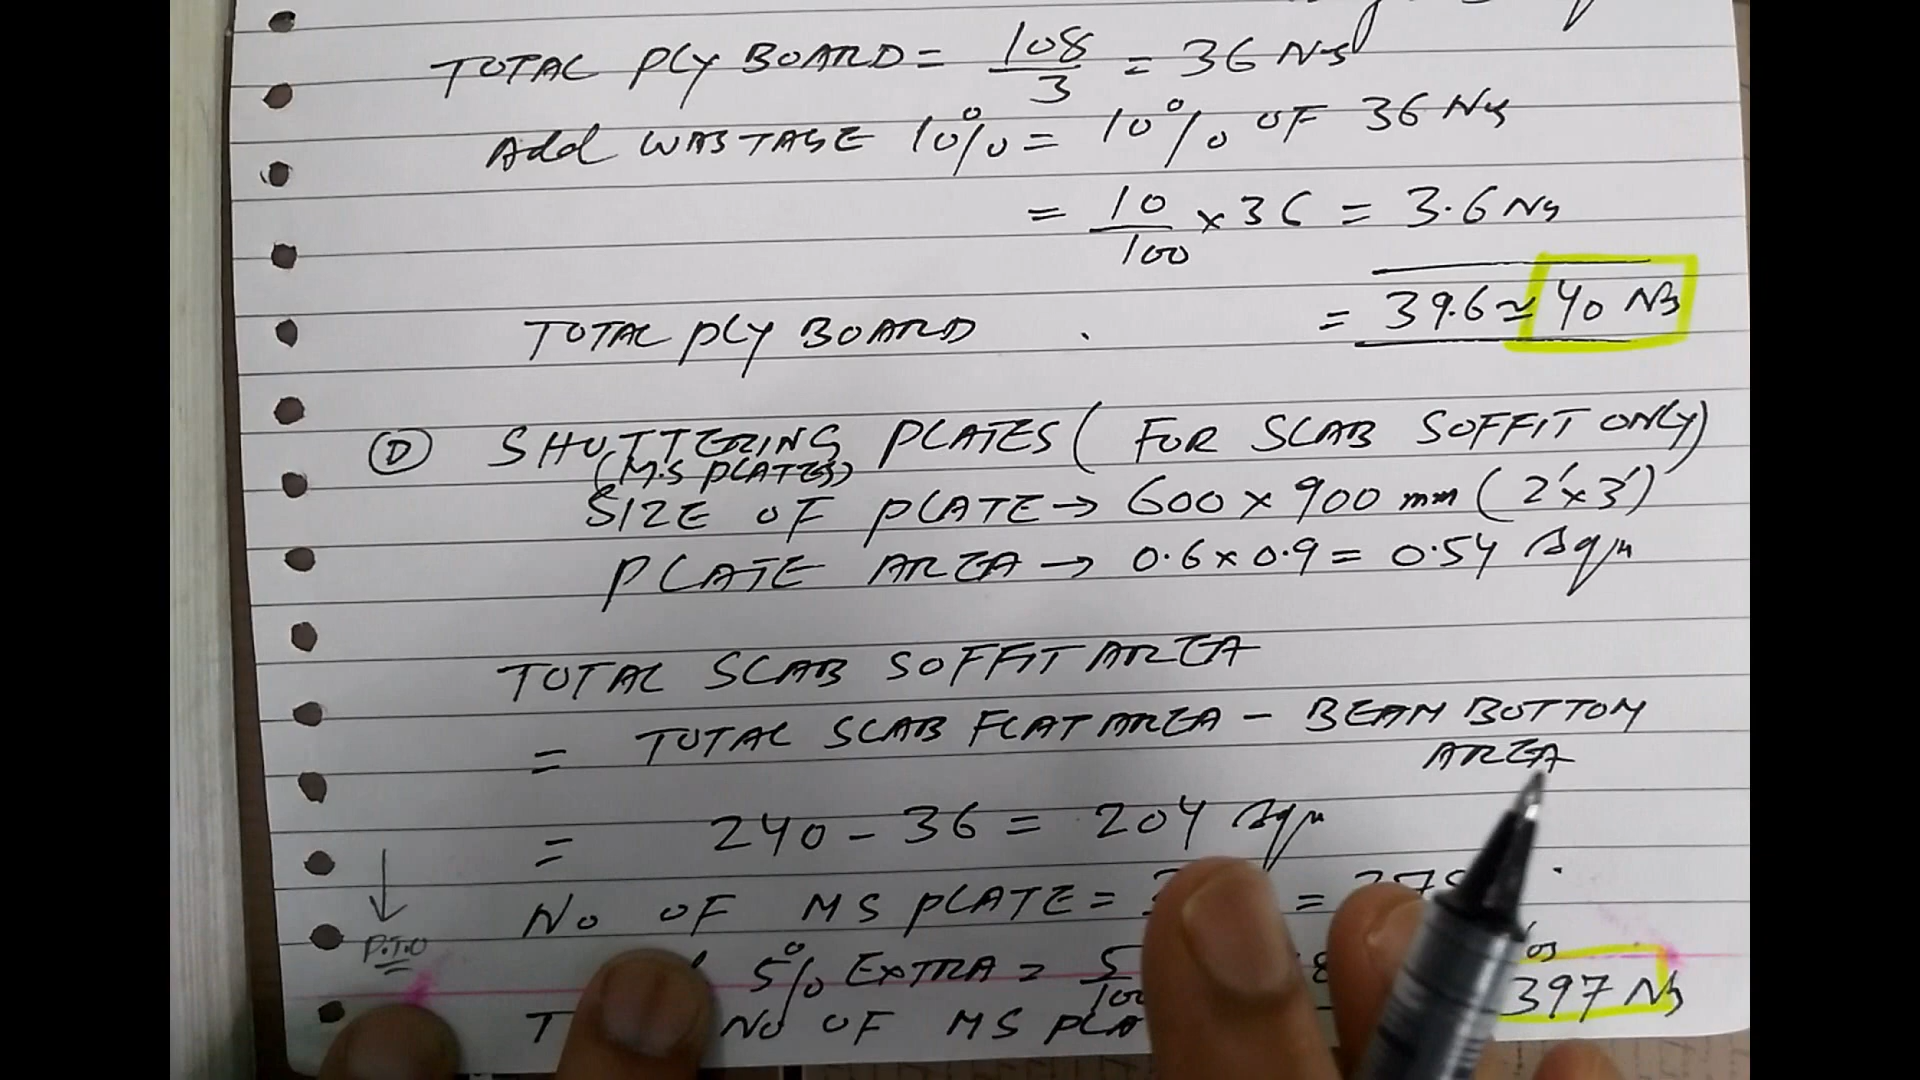 TOTAL PLY BOARD = 108/3 = 36 Nos
Add WASTAGE 10% = 10% OF 36 Nos
= 10/100 x 36 = 3.6 Nos
TOTAL PLY BOARD = 39.6 ≃ 40 Nos
D SHUTTERING PLATES (FOR SLAB SOFFIT ONLY)
(M.S PLATES)
SIZE OF PLATE → 600 x 900 mm (2'x3')
PLATE AREA → 0.6 x 0.9 = 0.54 Sqm
TOTAL SLAB SOFFIT AREA
= TOTAL SLAB FLAT AREA - BEAM BOTTOM
AREA
= 240 - 36 = 204 Sqm
No OF MS PLATE = =
P.T.O
5% EXTRA = 5/100
No OF MS 397 Nos